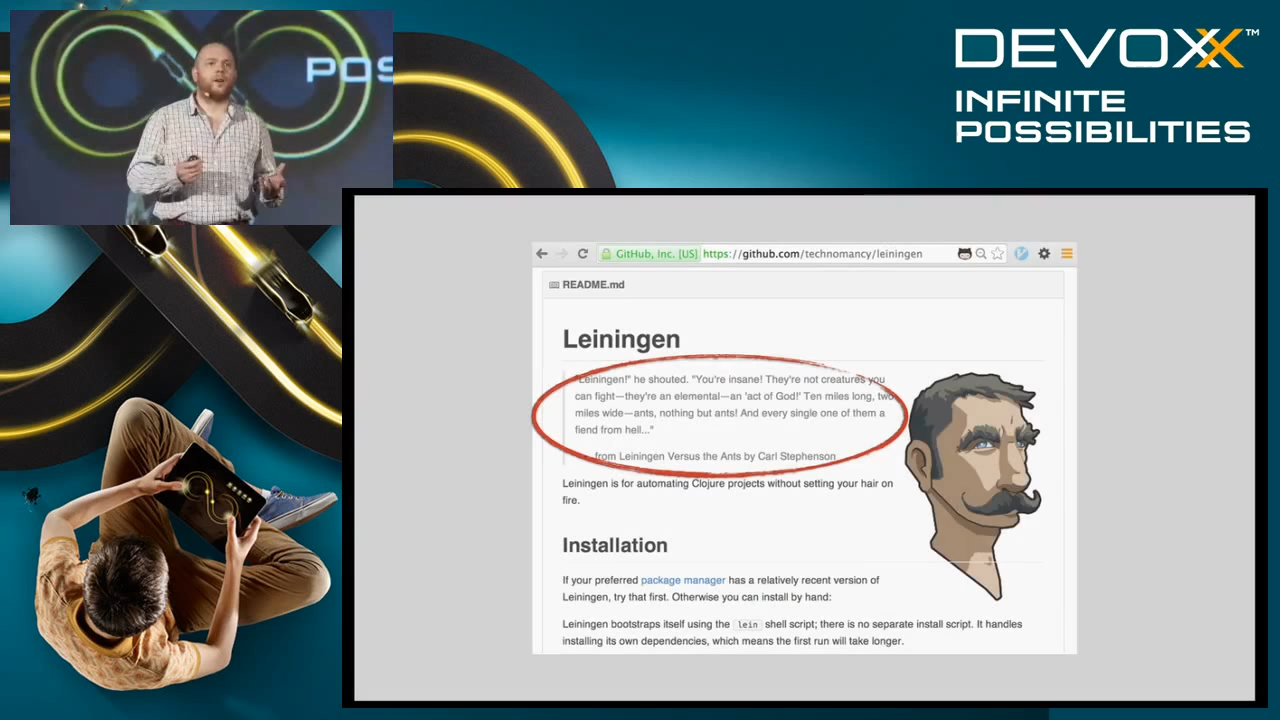 POS
DEVOXX™
INFINITE
POSSIBILITIES
GitHub, Inc. [US] https://github.com/technomancy/leiningen
README.md
Leiningen
"Leiningen!" he shouted. "You're insane! They're not creatures you
can fight—they're an elemental—an 'act of God!' Ten miles long, two
miles wide—ants, nothing but ants! And every single one of them a
fiend from hell..."
from Leiningen Versus the Ants by Carl Stephenson
Leiningen is for automating Clojure projects without setting your hair on
fire.
Installation
If your preferred package manager has a relatively recent version of
Leiningen, try that first. Otherwise you can install by hand:
Leiningen bootstraps itself using the lein shell script; there is no separate install script. It handles
installing its own dependencies, which means the first run will take longer.